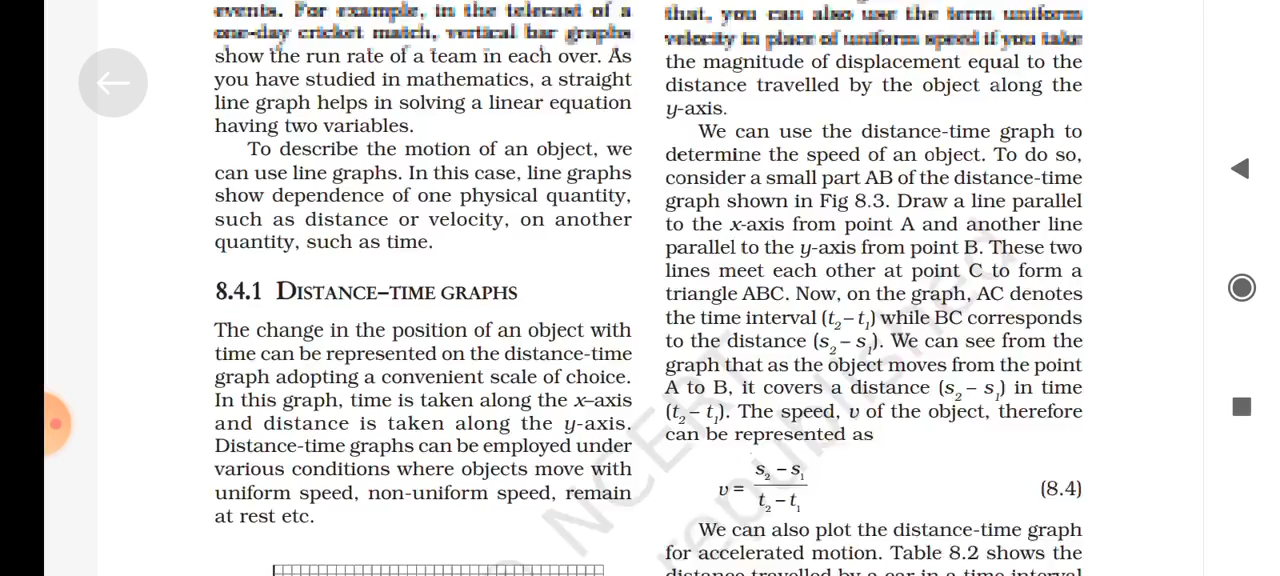 events. For example, in the telecast of a
one-day cricket match, vertical bar graphs
show the run rate of a team in each over. As
you have studied in mathematics, a straight
line graph helps in solving a linear equation
having two variables.
To describe the motion of an object, we
can use line graphs. In this case, line graphs
show dependence of one physical quantity,
such as distance or velocity, on another
quantity, such as time.
8.4.1 DISTANCE–TIME GRAPHS
The change in the position of an object with
time can be represented on the distance-time
graph adopting a convenient scale of choice.
In this graph, time is taken along the x–axis
and distance is taken along the y-axis.
Distance-time graphs can be employed under
various conditions where objects move with
uniform speed, non-uniform speed, remain
at rest etc.
that, you can also use the term uniform
velocity in place of uniform speed if you take
the magnitude of displacement equal to the
distance travelled by the object along the
y-axis.
We can use the distance-time graph to
determine the speed of an object. To do so,
consider a small part AB of the distance-time
graph shown in Fig 8.3. Draw a line parallel
to the x-axis from point A and another line
parallel to the y-axis from point B. These two
lines meet each other at point C to form a
triangle ABC. Now, on the graph, AC denotes
the time interval (t₂ – t₁) while BC corresponds
to the distance (s₂ – s₁). We can see from the
graph that as the object moves from the point
A to B, it covers a distance (s₂ – s₁) in time
(t₂ – t₁). The speed, v of the object, therefore
can be represented as
v = (s₂ – s₁) / (t₂ – t₁) (8.4)
We can also plot the distance-time graph
for accelerated motion. Table 8.2 shows the
distance travelled by a car in a time interval
NCERT
republished